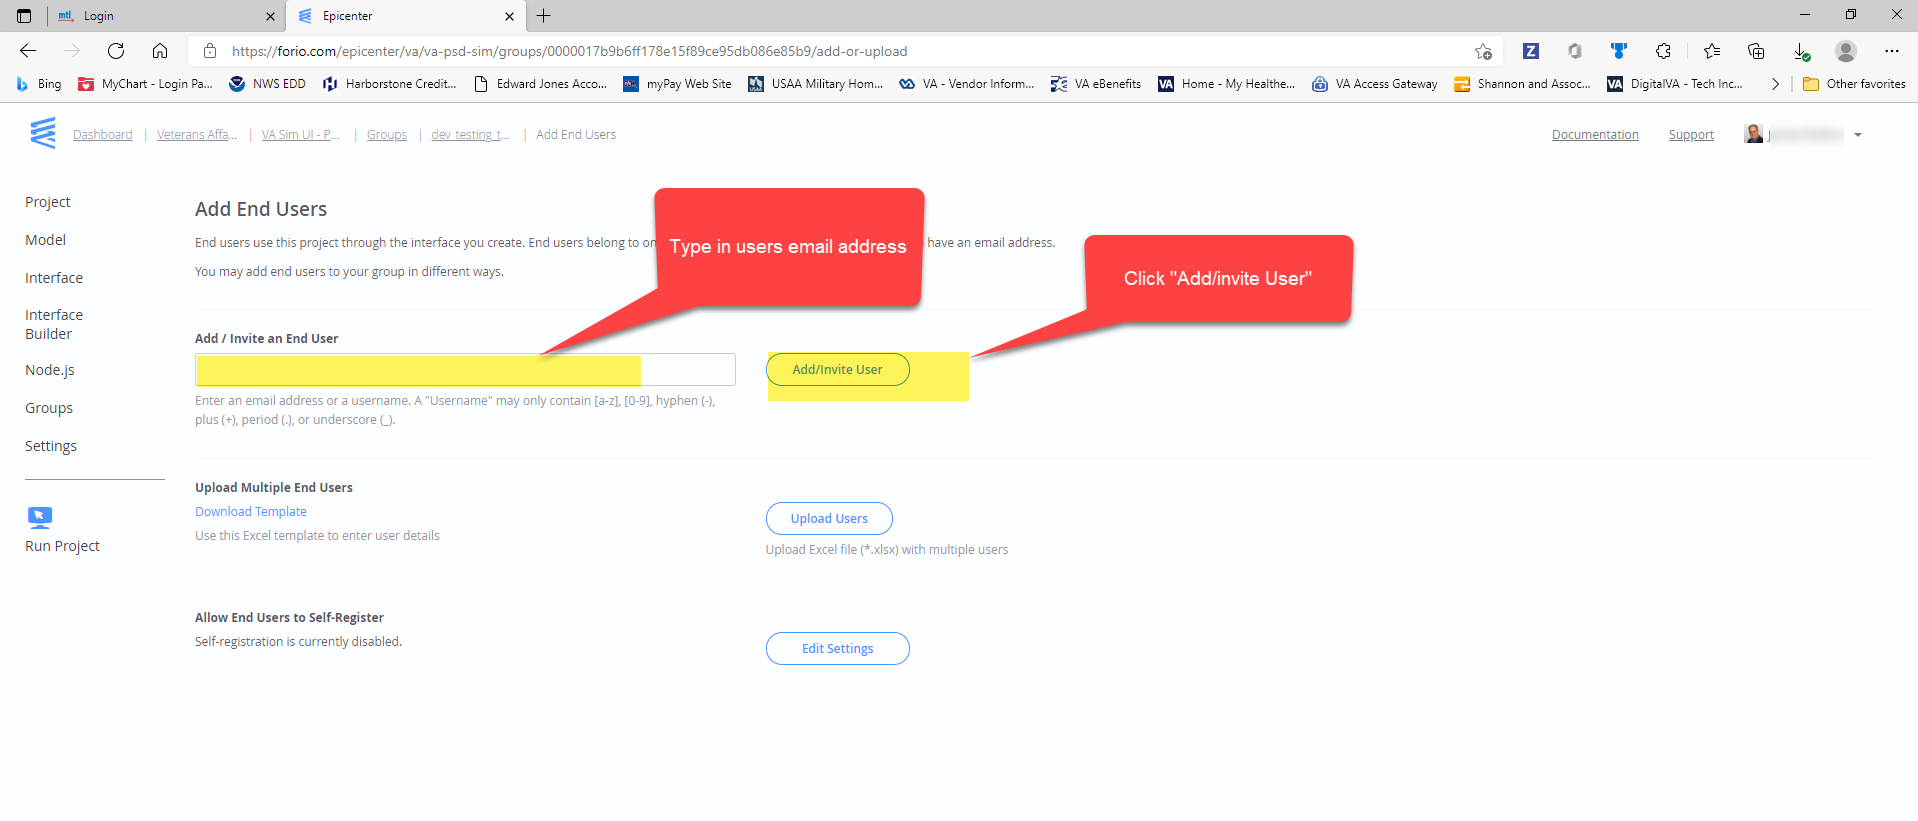 mtl Login
Epicenter
https://forio.com/epicenter/va/va-psd-sim/groups/0000017b9b6ff178e15f89ce95db086e85b9/add-or-upload
Bing MyChart - Login Pa... NWS EDD Harborstone Credit... Edward Jones Acco... myPay Web Site USAA Military Hom... VA - Vendor Inform... VA eBenefits VA Home - My Healthe... VA Access Gateway Shannon and Assoc... VA DigitalVA - Tech Inc... Other favorites
Dashboard | Veterans Affa... | VA Sim UI - P... | Groups | dev_testing_t... | Add End Users
Documentation Support
Project
Model
Interface
Interface
Builder
Node.js
Groups
Settings
Run Project
Add End Users
End users use this project through the interface you create. End users belong to on have an email address.
You may add end users to your group in different ways.
Type in users email address
Click "Add/invite User"
Add / Invite an End User
Add/Invite User
Enter an email address or a username. A "Username" may only contain [a-z], [0-9], hyphen (-),
plus (+), period (.), or underscore (_).
Upload Multiple End Users
Download Template
Use this Excel template to enter user details
Upload Users
Upload Excel file (*.xlsx) with multiple users
Allow End Users to Self-Register
Self-registration is currently disabled.
Edit Settings